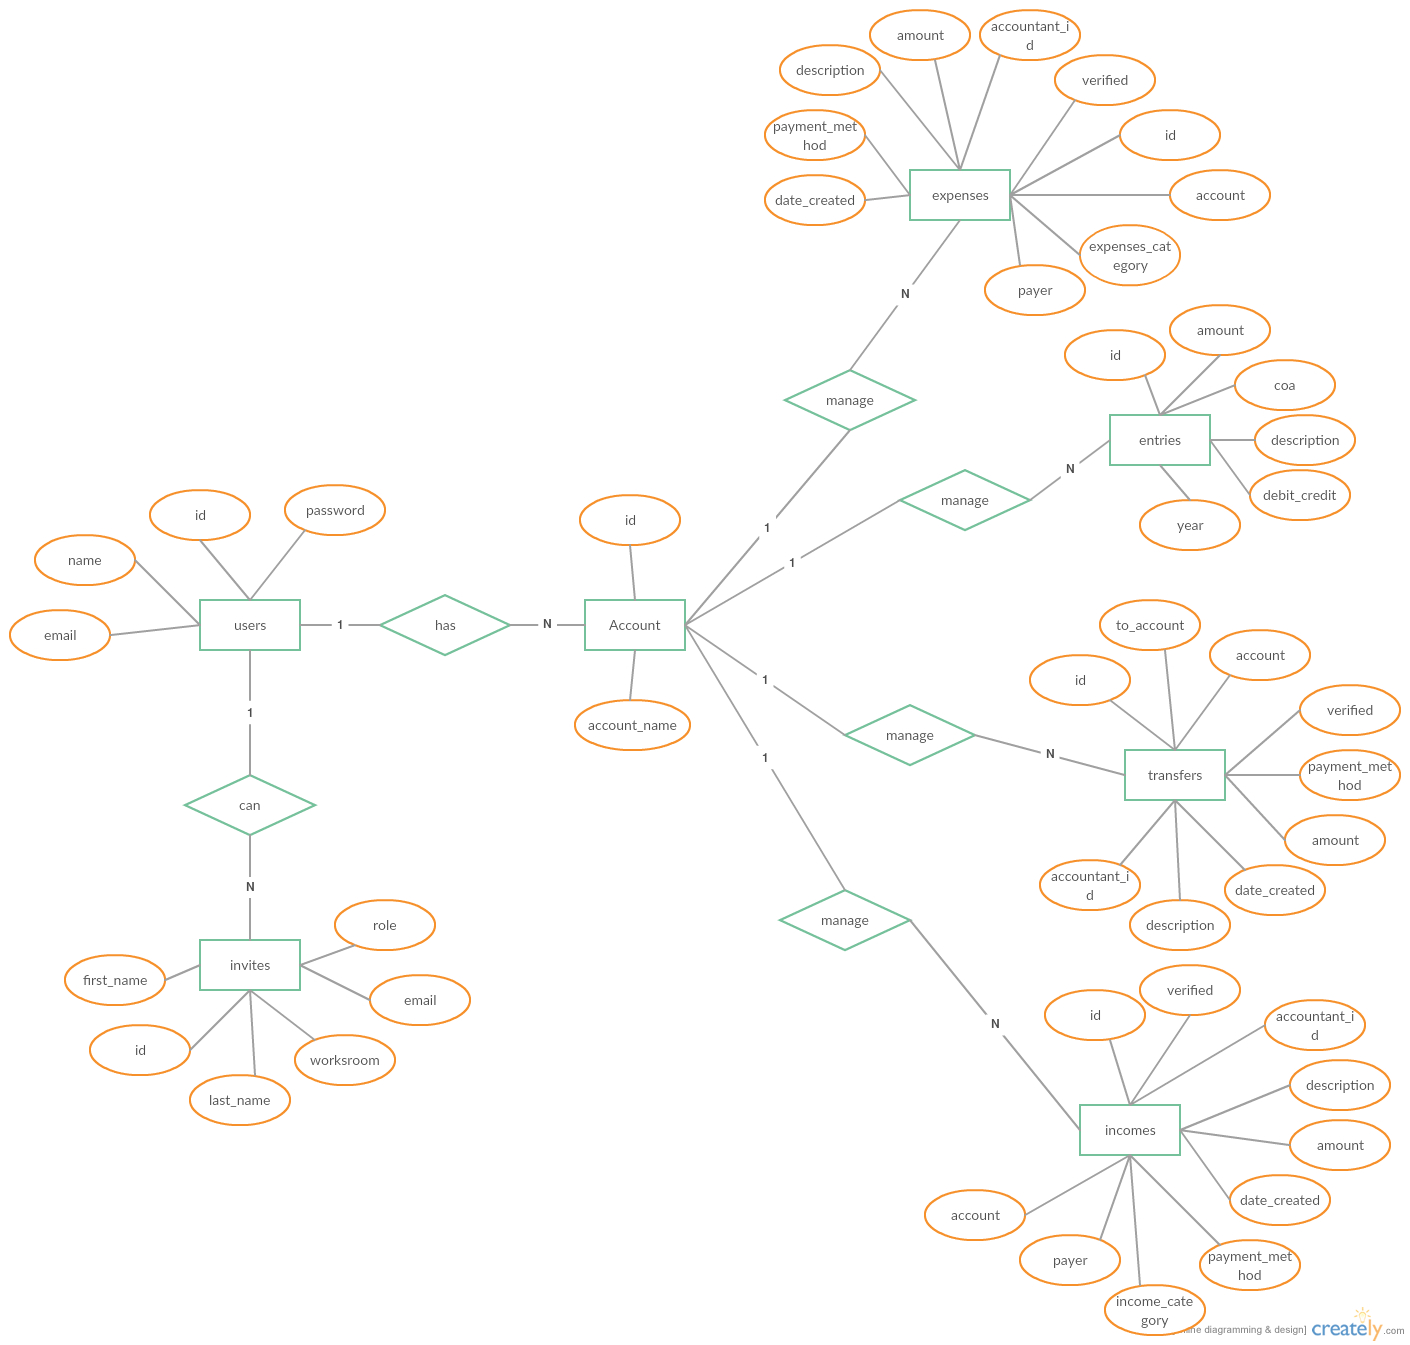 accountant_i
d
amount
description
verified
payment_met
hod
id
date_created
expenses
account
expenses_cat
egory
payer
N
manage
amount
id
coa
entries
description
N
manage
debit_credit
year
1
1
id
password
name
email
users
1
has
N
id
Account
account_name
1
can
N
role
invites
first_name
email
id
worksroom
last_name
to_account
account
id
1
verified
manage
N
transfers
payment_met
hod
amount
accountant_i
d
date_created
description
1
manage
N
verified
id
accountant_i
d
description
incomes
amount
date_created
account
payer
payment_met
hod
income_cate
gory
line diagramming & design]
creately.com